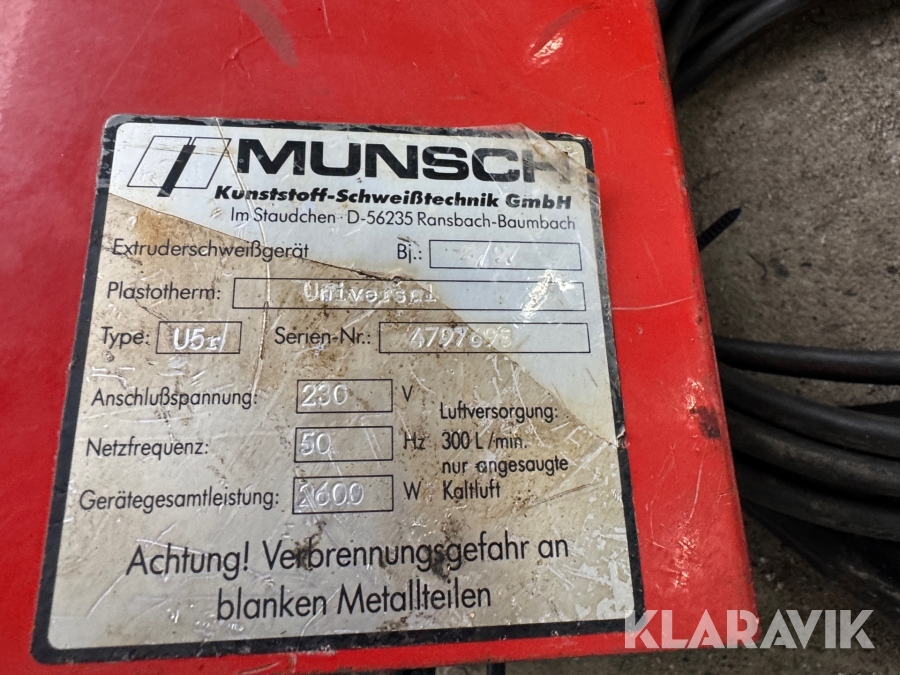 MUNSCH
Kunststoff-Schweißtechnik GmbH
Im Staudchen · D-56235 Ransbach-Baumbach
Extruderschweißgerät Bj.:
Plastotherm: Universal
Type: U5 Serien-Nr.:
Anschlußspannung: 230 V
Netzfrequenz: 50 Hz
Gerätegesamtleistung: 2600 W
Luftversorgung:
300 L/min.
nur angesaugte
Kaltluft
Achtung! Verbrennungsgefahr an
blanken Metallteilen
KLARAVIK